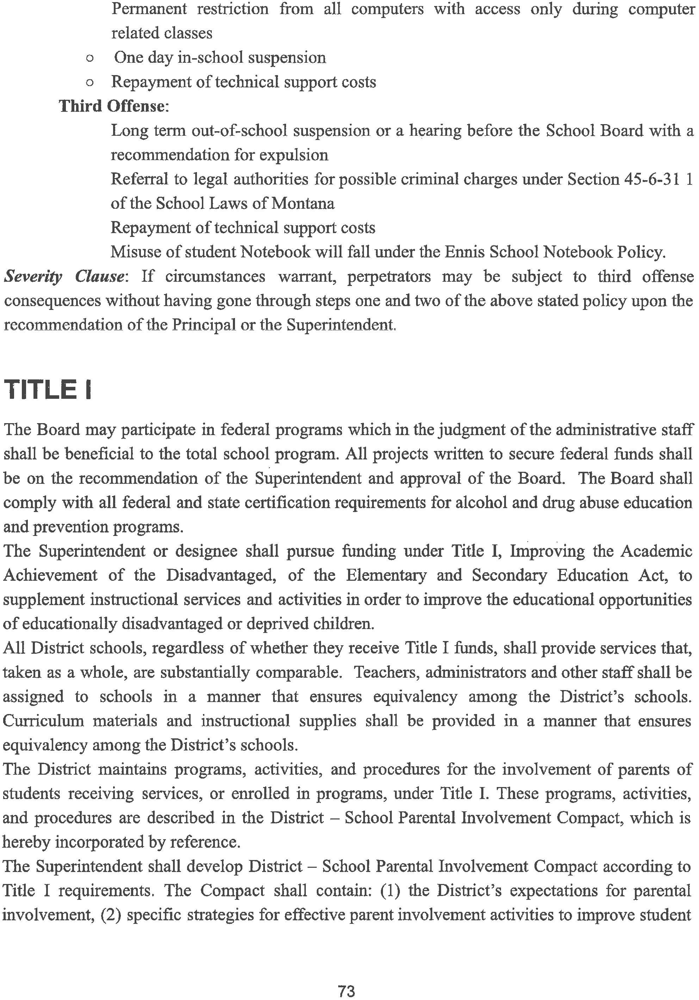 Permanent restriction from all computers with access only during computer
related classes
o One day in-school suspension
o Repayment of technical support costs
Third Offense:
Long term out-of-school suspension or a hearing before the School Board with a
recommendation for expulsion
Referral to legal authorities for possible criminal charges under Section 45-6-31 1
of the School Laws of Montana
Repayment of technical support costs
Misuse of student Notebook will fall under the Ennis School Notebook Policy.
Severity Clause: If circumstances warrant, perpetrators may be subject to third offense
consequences without having gone through steps one and two of the above stated policy upon the
recommendation of the Principal or the Superintendent.
TITLE I
The Board may participate in federal programs which in the judgment of the administrative staff
shall be beneficial to the total school program. All projects written to secure federal funds shall
be on the recommendation of the Superintendent and approval of the Board. The Board shall
comply with all federal and state certification requirements for alcohol and drug abuse education
and prevention programs.
The Superintendent or designee shall pursue funding under Title I, Improving the Academic
Achievement of the Disadvantaged, of the Elementary and Secondary Education Act, to
supplement instructional services and activities in order to improve the educational opportunities
of educationally disadvantaged or deprived children.
All District schools, regardless of whether they receive Title I funds, shall provide services that,
taken as a whole, are substantially comparable. Teachers, administrators and other staff shall be
assigned to schools in a manner that ensures equivalency among the District’s schools.
Curriculum materials and instructional supplies shall be provided in a manner that ensures
equivalency among the District’s schools.
The District maintains programs, activities, and procedures for the involvement of parents of
students receiving services, or enrolled in programs, under Title I. These programs, activities,
and procedures are described in the District – School Parental Involvement Compact, which is
hereby incorporated by reference.
The Superintendent shall develop District – School Parental Involvement Compact according to
Title I requirements. The Compact shall contain: (1) the District’s expectations for parental
involvement, (2) specific strategies for effective parent involvement activities to improve student
73